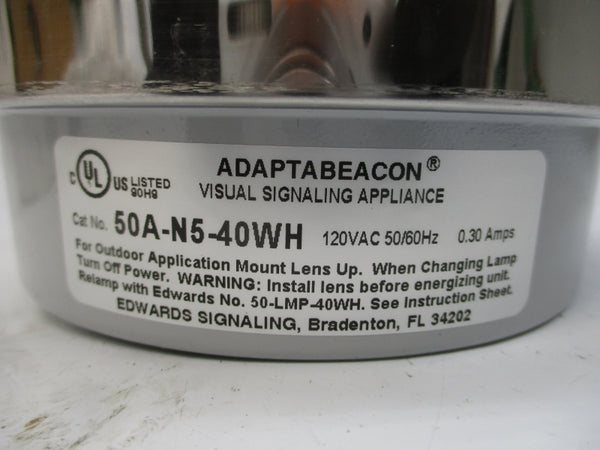 ADAPTABEACON®
VISUAL SIGNALING APPLIANCE
C UL US LISTED
90H9
Cat No. 50A-N5-40WH 120VAC 50/60Hz 0.30 Amps
For Outdoor Application Mount Lens Up. When Changing Lamp
Turn Off Power. WARNING: Install lens before energizing unit.
Relamp with Edwards No. 50-LMP-40WH. See Instruction Sheet.
EDWARDS SIGNALING, Bradenton, FL 34202